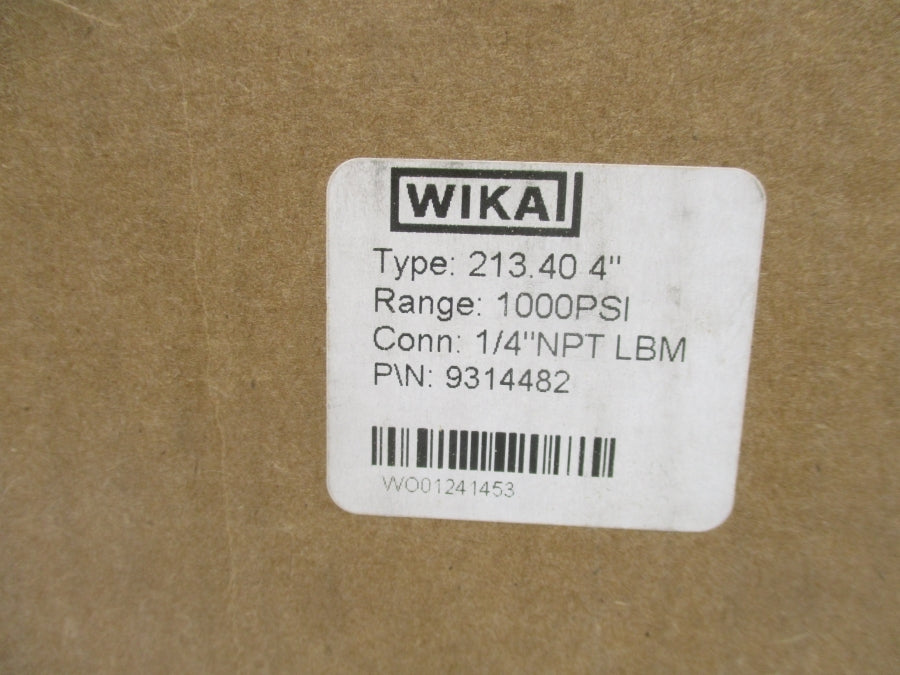 WIKA
Type: 213.40 4"
Range: 1000PSI
Conn: 1/4"NPT LBM
P\N: 9314482
WO01241453